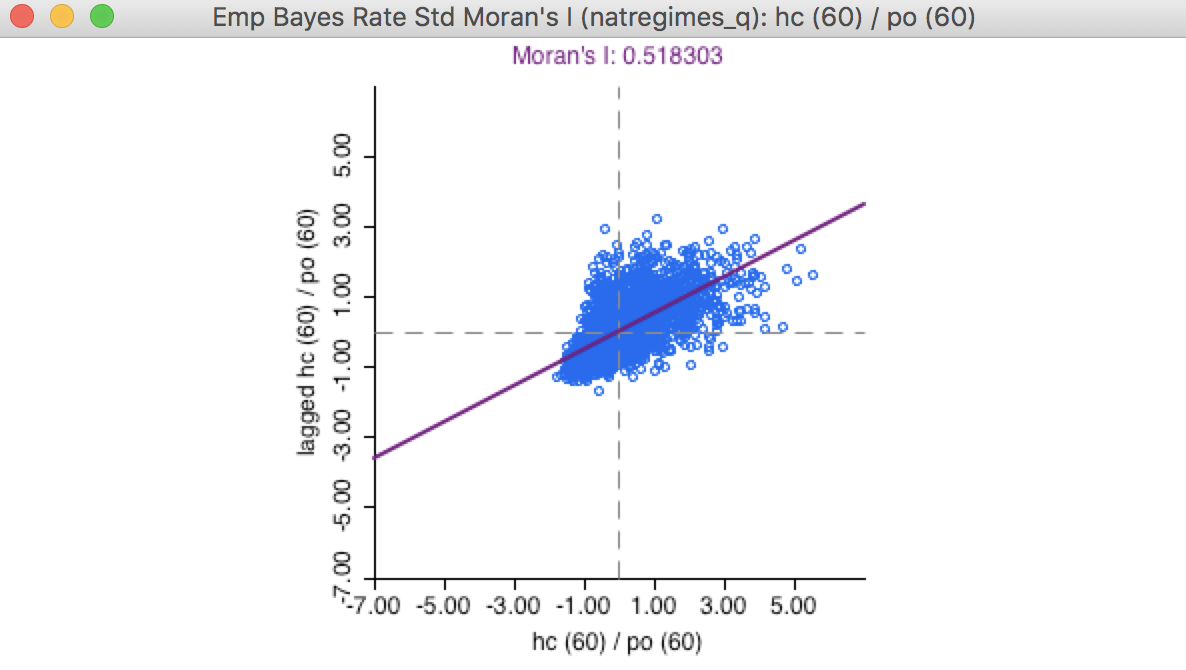 Emp Bayes Rate Std Moran's I (natregimes_q): hc (60) / po (60)
Moran's I: 0.518303
lagged hc (60) / po (60)
5.00
3.00
1.00
-1.00
-3.00
-5.00
-7.00
-7.00 -5.00 -3.00 -1.00 1.00 3.00 5.00
hc (60) / po (60)